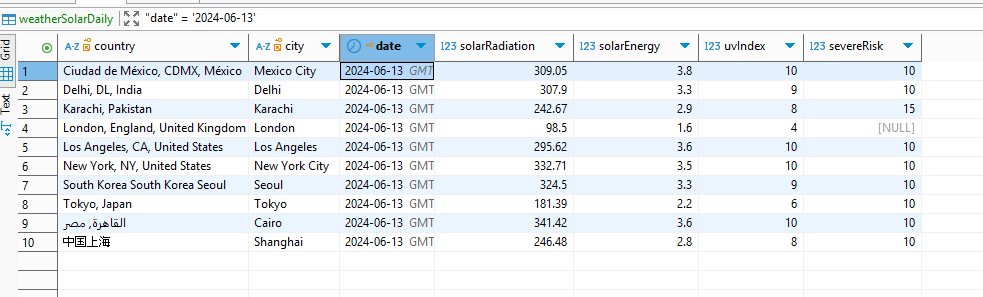 weatherSolarDaily "date" = '2024-06-13'
Grid
Text
A-Z country A-Z city date 123 solarRadiation 123 solarEnergy 123 uvIndex 123 severeRisk
1 Ciudad de México, CDMX, México Mexico City 2024-06-13 GMT 309.05 3.8 10 10
2 Delhi, DL, India Delhi 2024-06-13 GMT 307.9 3.3 9 10
3 Karachi, Pakistan Karachi 2024-06-13 GMT 242.67 2.9 8 15
4 London, England, United Kingdom London 2024-06-13 GMT 98.5 1.6 4 [NULL]
5 Los Angeles, CA, United States Los Angeles 2024-06-13 GMT 295.62 3.6 10 10
6 New York, NY, United States New York City 2024-06-13 GMT 332.71 3.5 10 10
7 South Korea South Korea Seoul Seoul 2024-06-13 GMT 324.5 3.3 9 10
8 Tokyo, Japan Tokyo 2024-06-13 GMT 181.39 2.2 6 10
9 القاهرة, مصر Cairo 2024-06-13 GMT 341.42 3.6 10 10
10 中国上海 Shanghai 2024-06-13 GMT 246.48 2.8 8 10